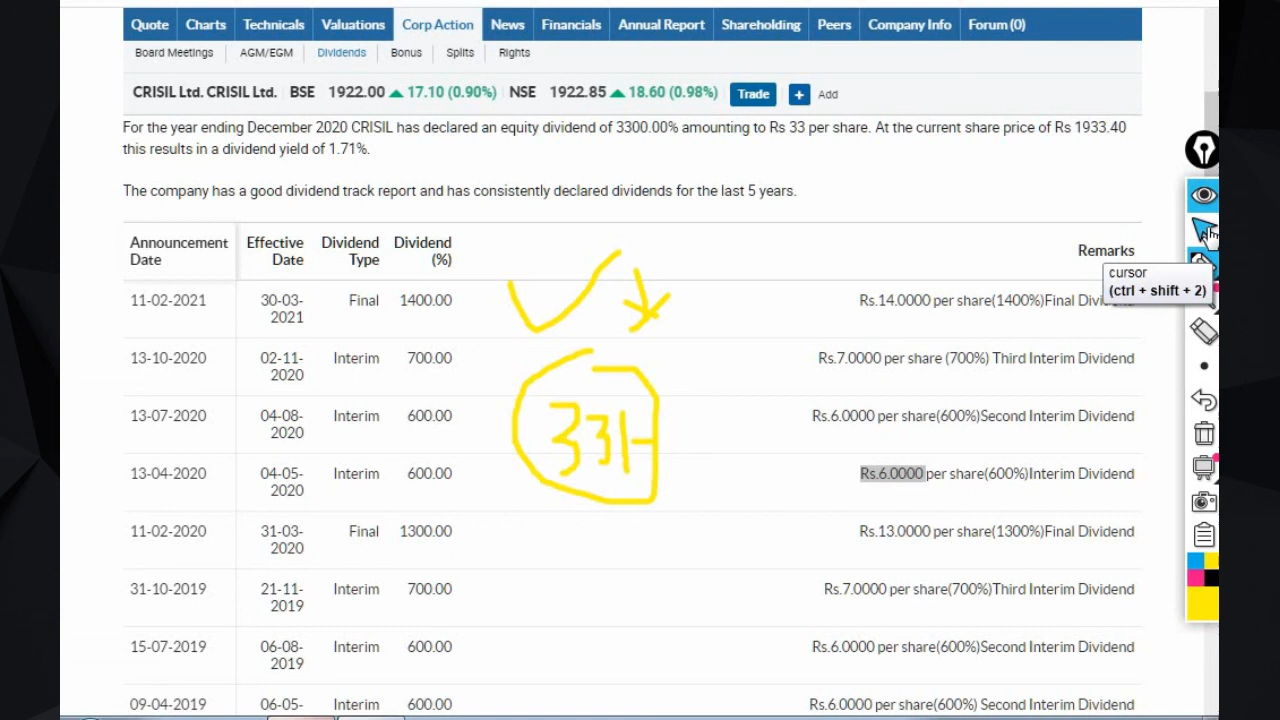 Quote Charts Technicals Valuations Corp Action News Financials Annual Report Shareholding Peers Company Info Forum (0)
Board Meetings AGM/EGM Dividends Bonus Splits Rights
CRISIL Ltd. CRISIL Ltd. BSE 1922.00 17.10 (0.90%) NSE 1922.85 18.60 (0.98%) Trade + Add
For the year ending December 2020 CRISIL has declared an equity dividend of 3300.00% amounting to Rs 33 per share. At the current share price of Rs 1933.40
this results in a dividend yield of 1.71%.
The company has a good dividend track report and has consistently declared dividends for the last 5 years.
Announcement Effective Dividend Dividend
Date Date Type (%) Remarks
cursor
(ctrl + shift + 2)
11-02-2021 30-03- Final 1400.00 Rs.14.0000 per share(1400%)Final Dividend
2021
13-10-2020 02-11- Interim 700.00 Rs.7.0000 per share (700%) Third Interim Dividend
2020
13-07-2020 04-08- Interim 600.00 Rs.6.0000 per share(600%)Second Interim Dividend
2020
33/-
13-04-2020 04-05- Interim 600.00 Rs.6.0000 per share(600%)Interim Dividend
2020
11-02-2020 31-03- Final 1300.00 Rs.13.0000 per share(1300%)Final Dividend
2020
31-10-2019 21-11- Interim 700.00 Rs.7.0000 per share(700%)Third Interim Dividend
2019
15-07-2019 06-08- Interim 600.00 Rs.6.0000 per share(600%)Second Interim Dividend
2019
09-04-2019 06-05- Interim 600.00 Rs.6.0000 per share(600%) Second Interim Dividend